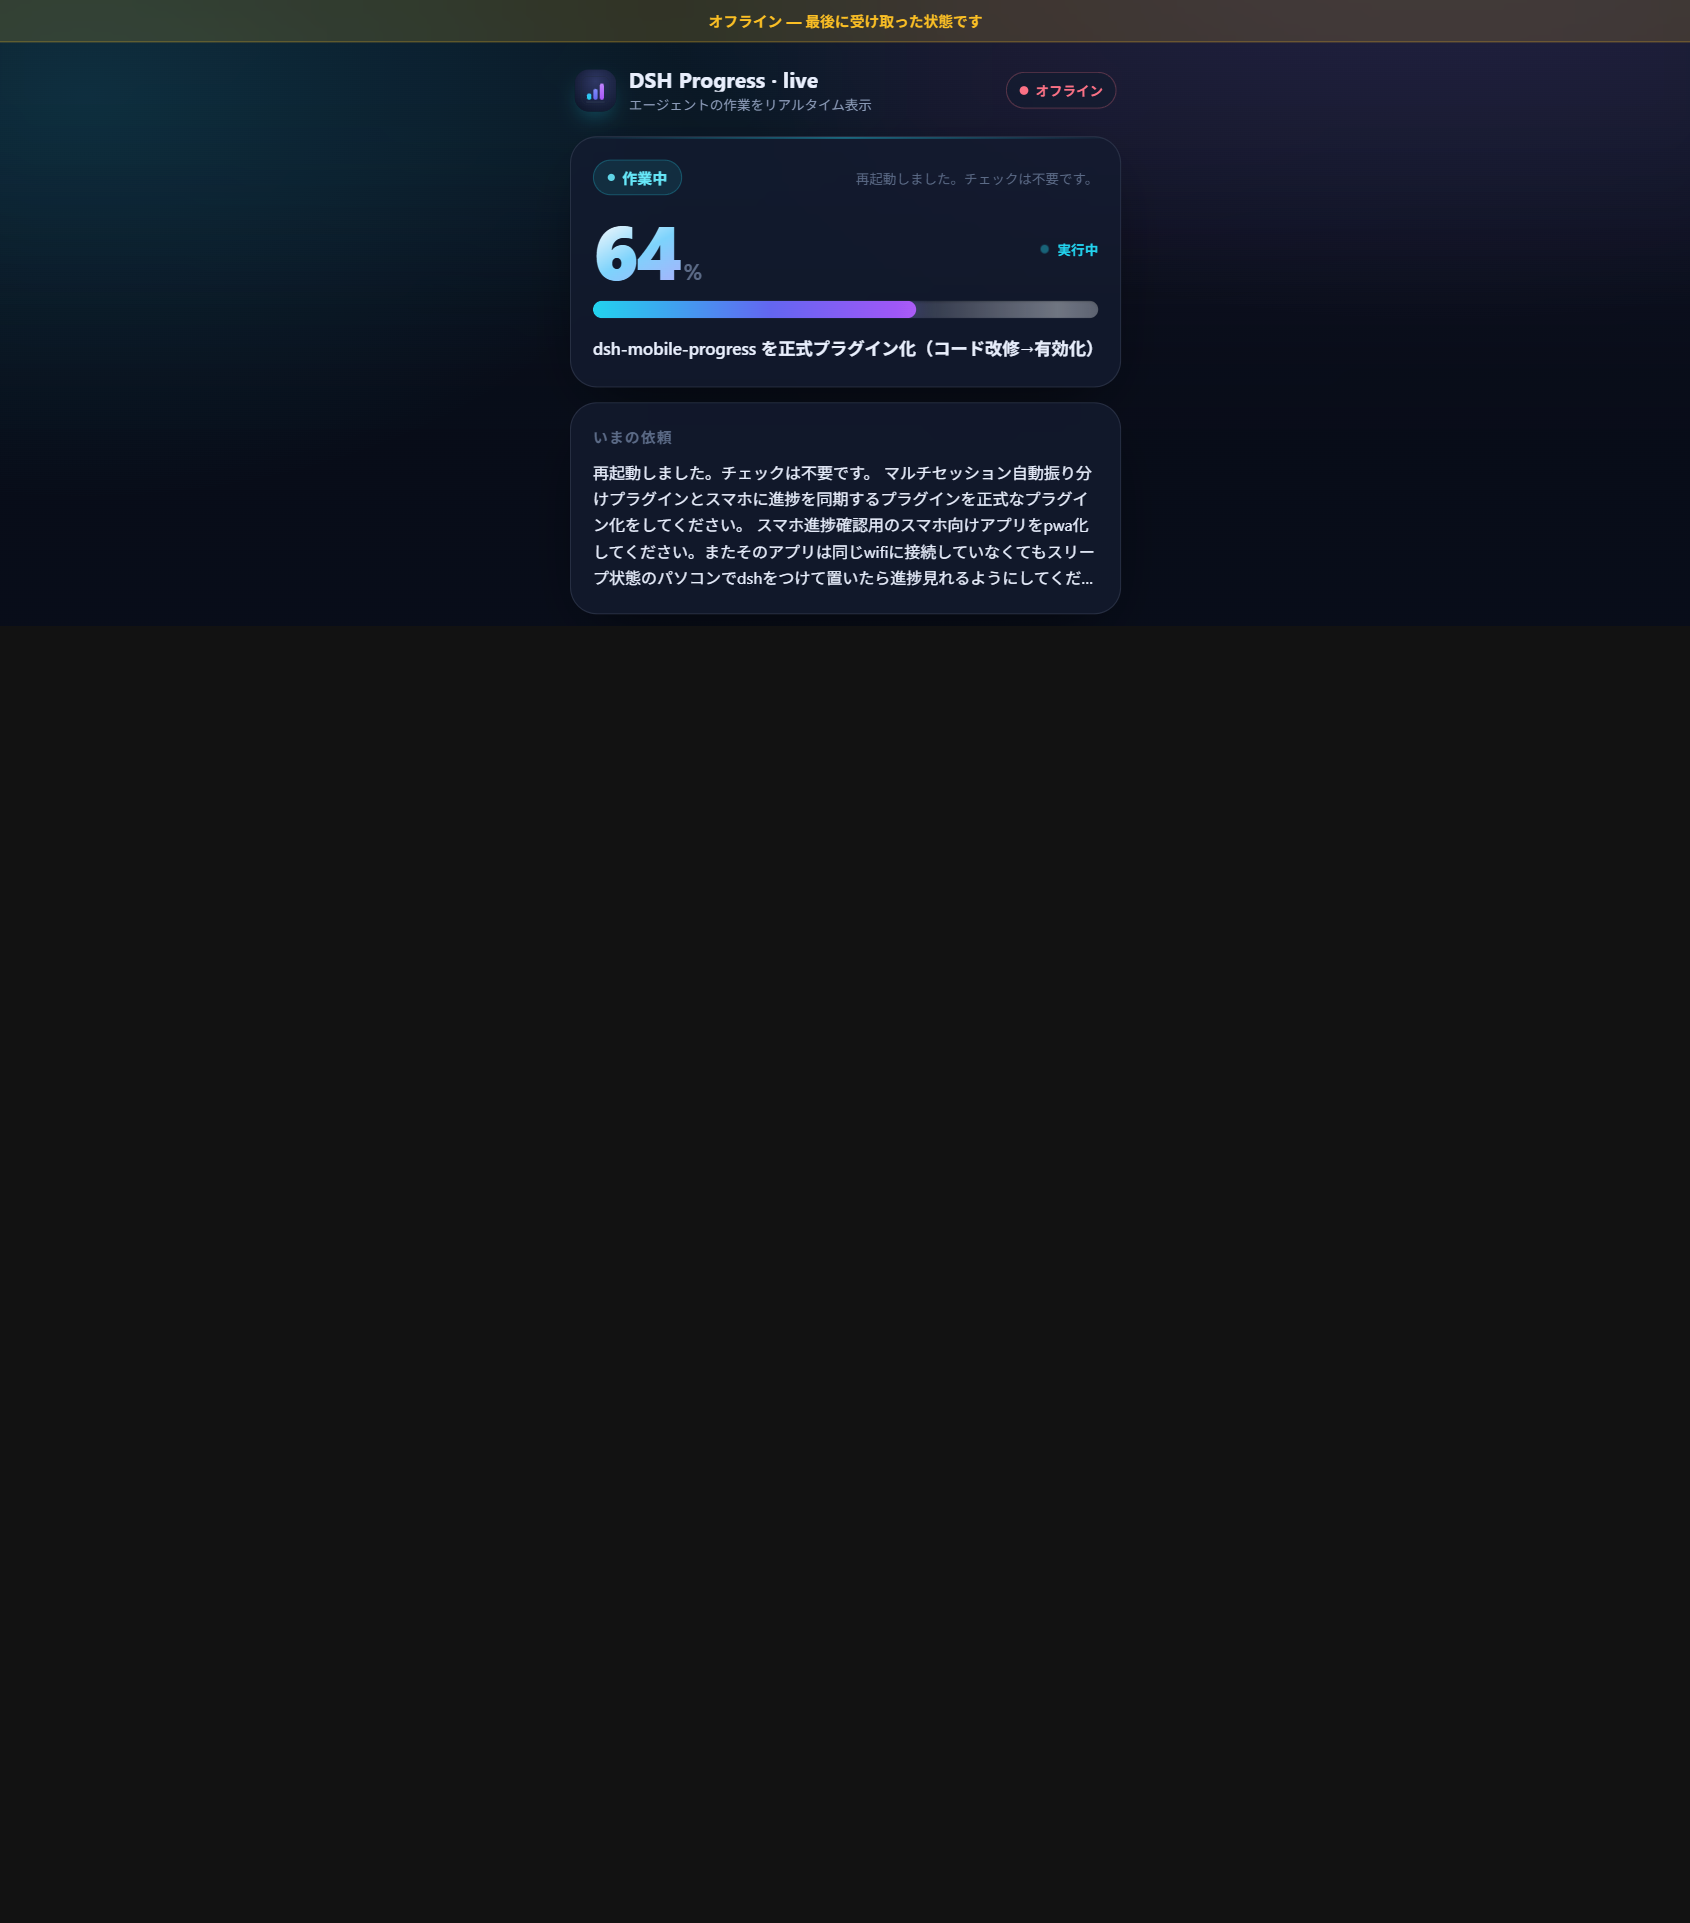 オフライン — 最後に受け取った状態です
DSH Progress · live
エージェントの作業をリアルタイム表示
オフライン
作業中
再起動しました。チェックは不要です。
64%
実行中
dsh-mobile-progress を正式プラグイン化（コード改修→有効化）
いまの依頼
再起動しました。チェックは不要です。 マルチセッション自動振り分
けプラグインとスマホに進捗を同期するプラグインを正式なプラグイ
ン化をしてください。 スマホ進捗確認用のスマホ向けアプリをpwa化
してください。またそのアプリは同じwifiに接続していなくてもスリー
プ状態のパソコンでdshをつけて置いたら進捗見れるようにしてくだ...